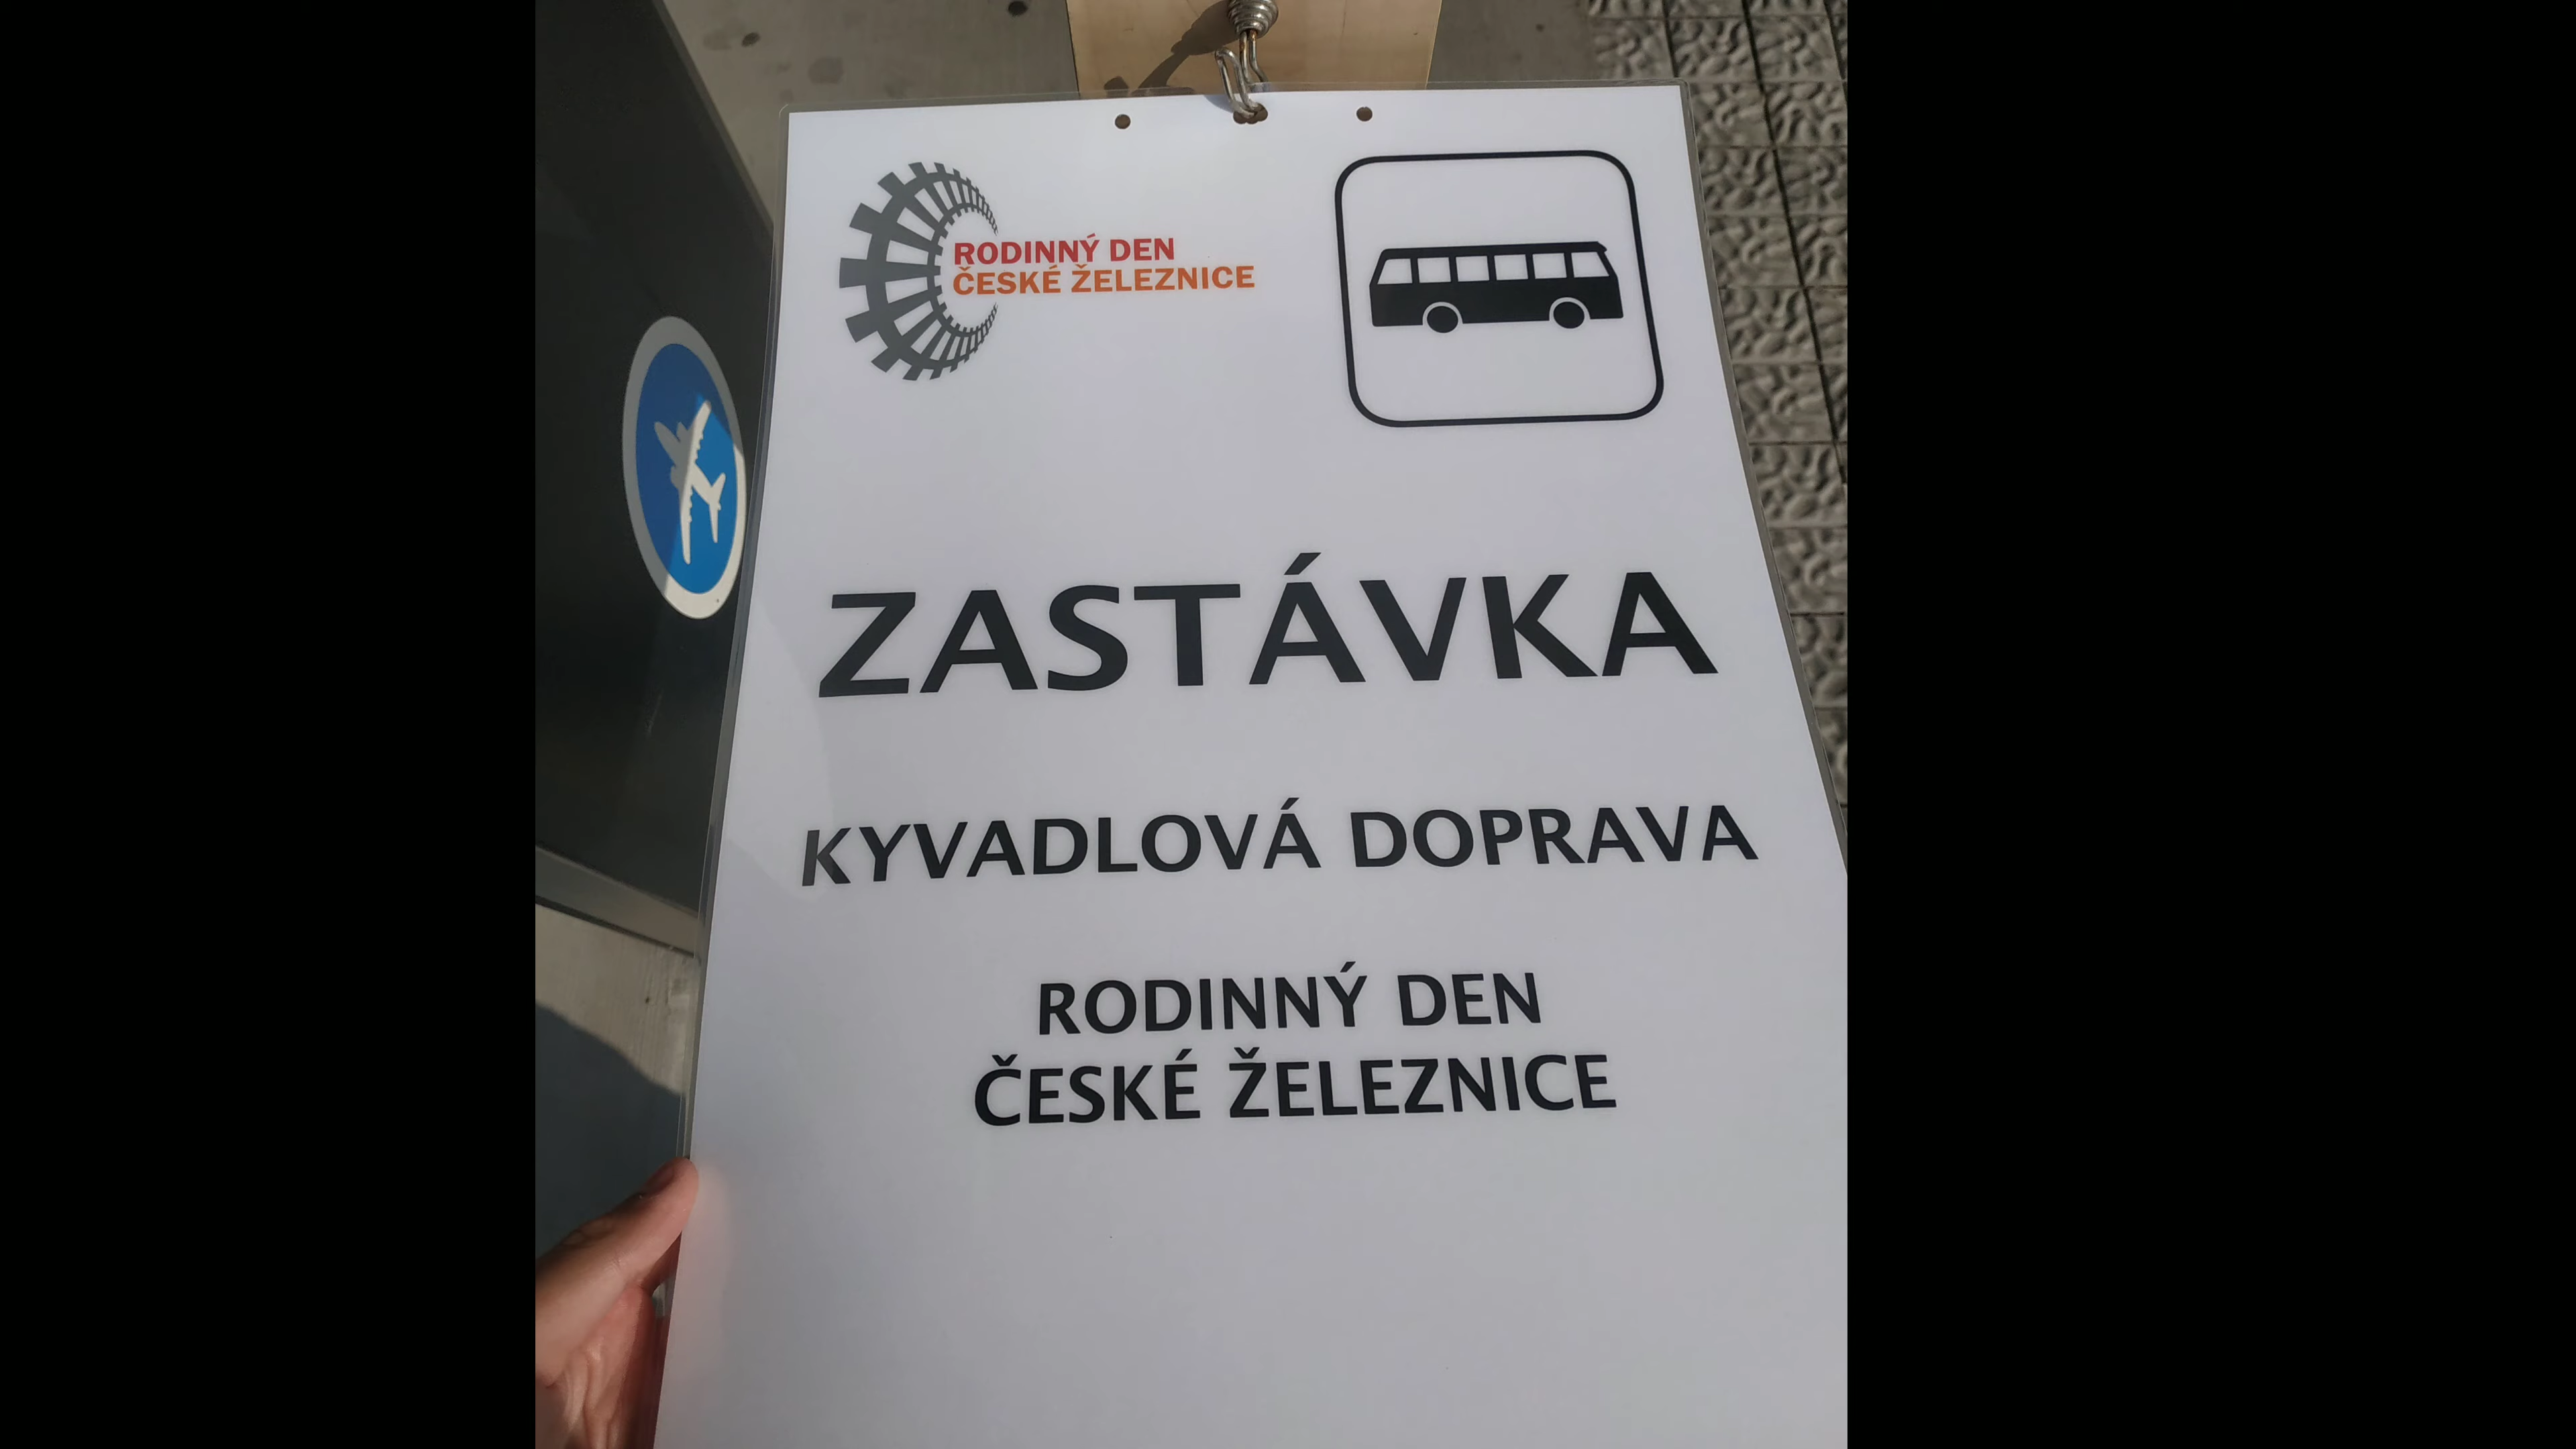 RODINNÝ DEN
ČESKÉ ŽELEZNICE
ZASTÁVKA
KYVADLOVÁ DOPRAVA
RODINNÝ DEN
ČESKÉ ŽELEZNICE